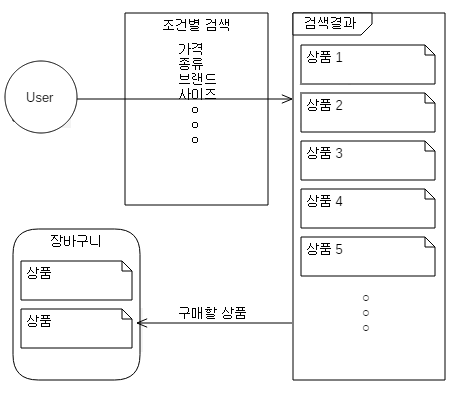 User
조건별 검색
가격
종류
브랜드
사이즈
검색결과
상품 1
상품 2
상품 3
상품 4
상품 5
장바구니
상품
상품
구매할 상품